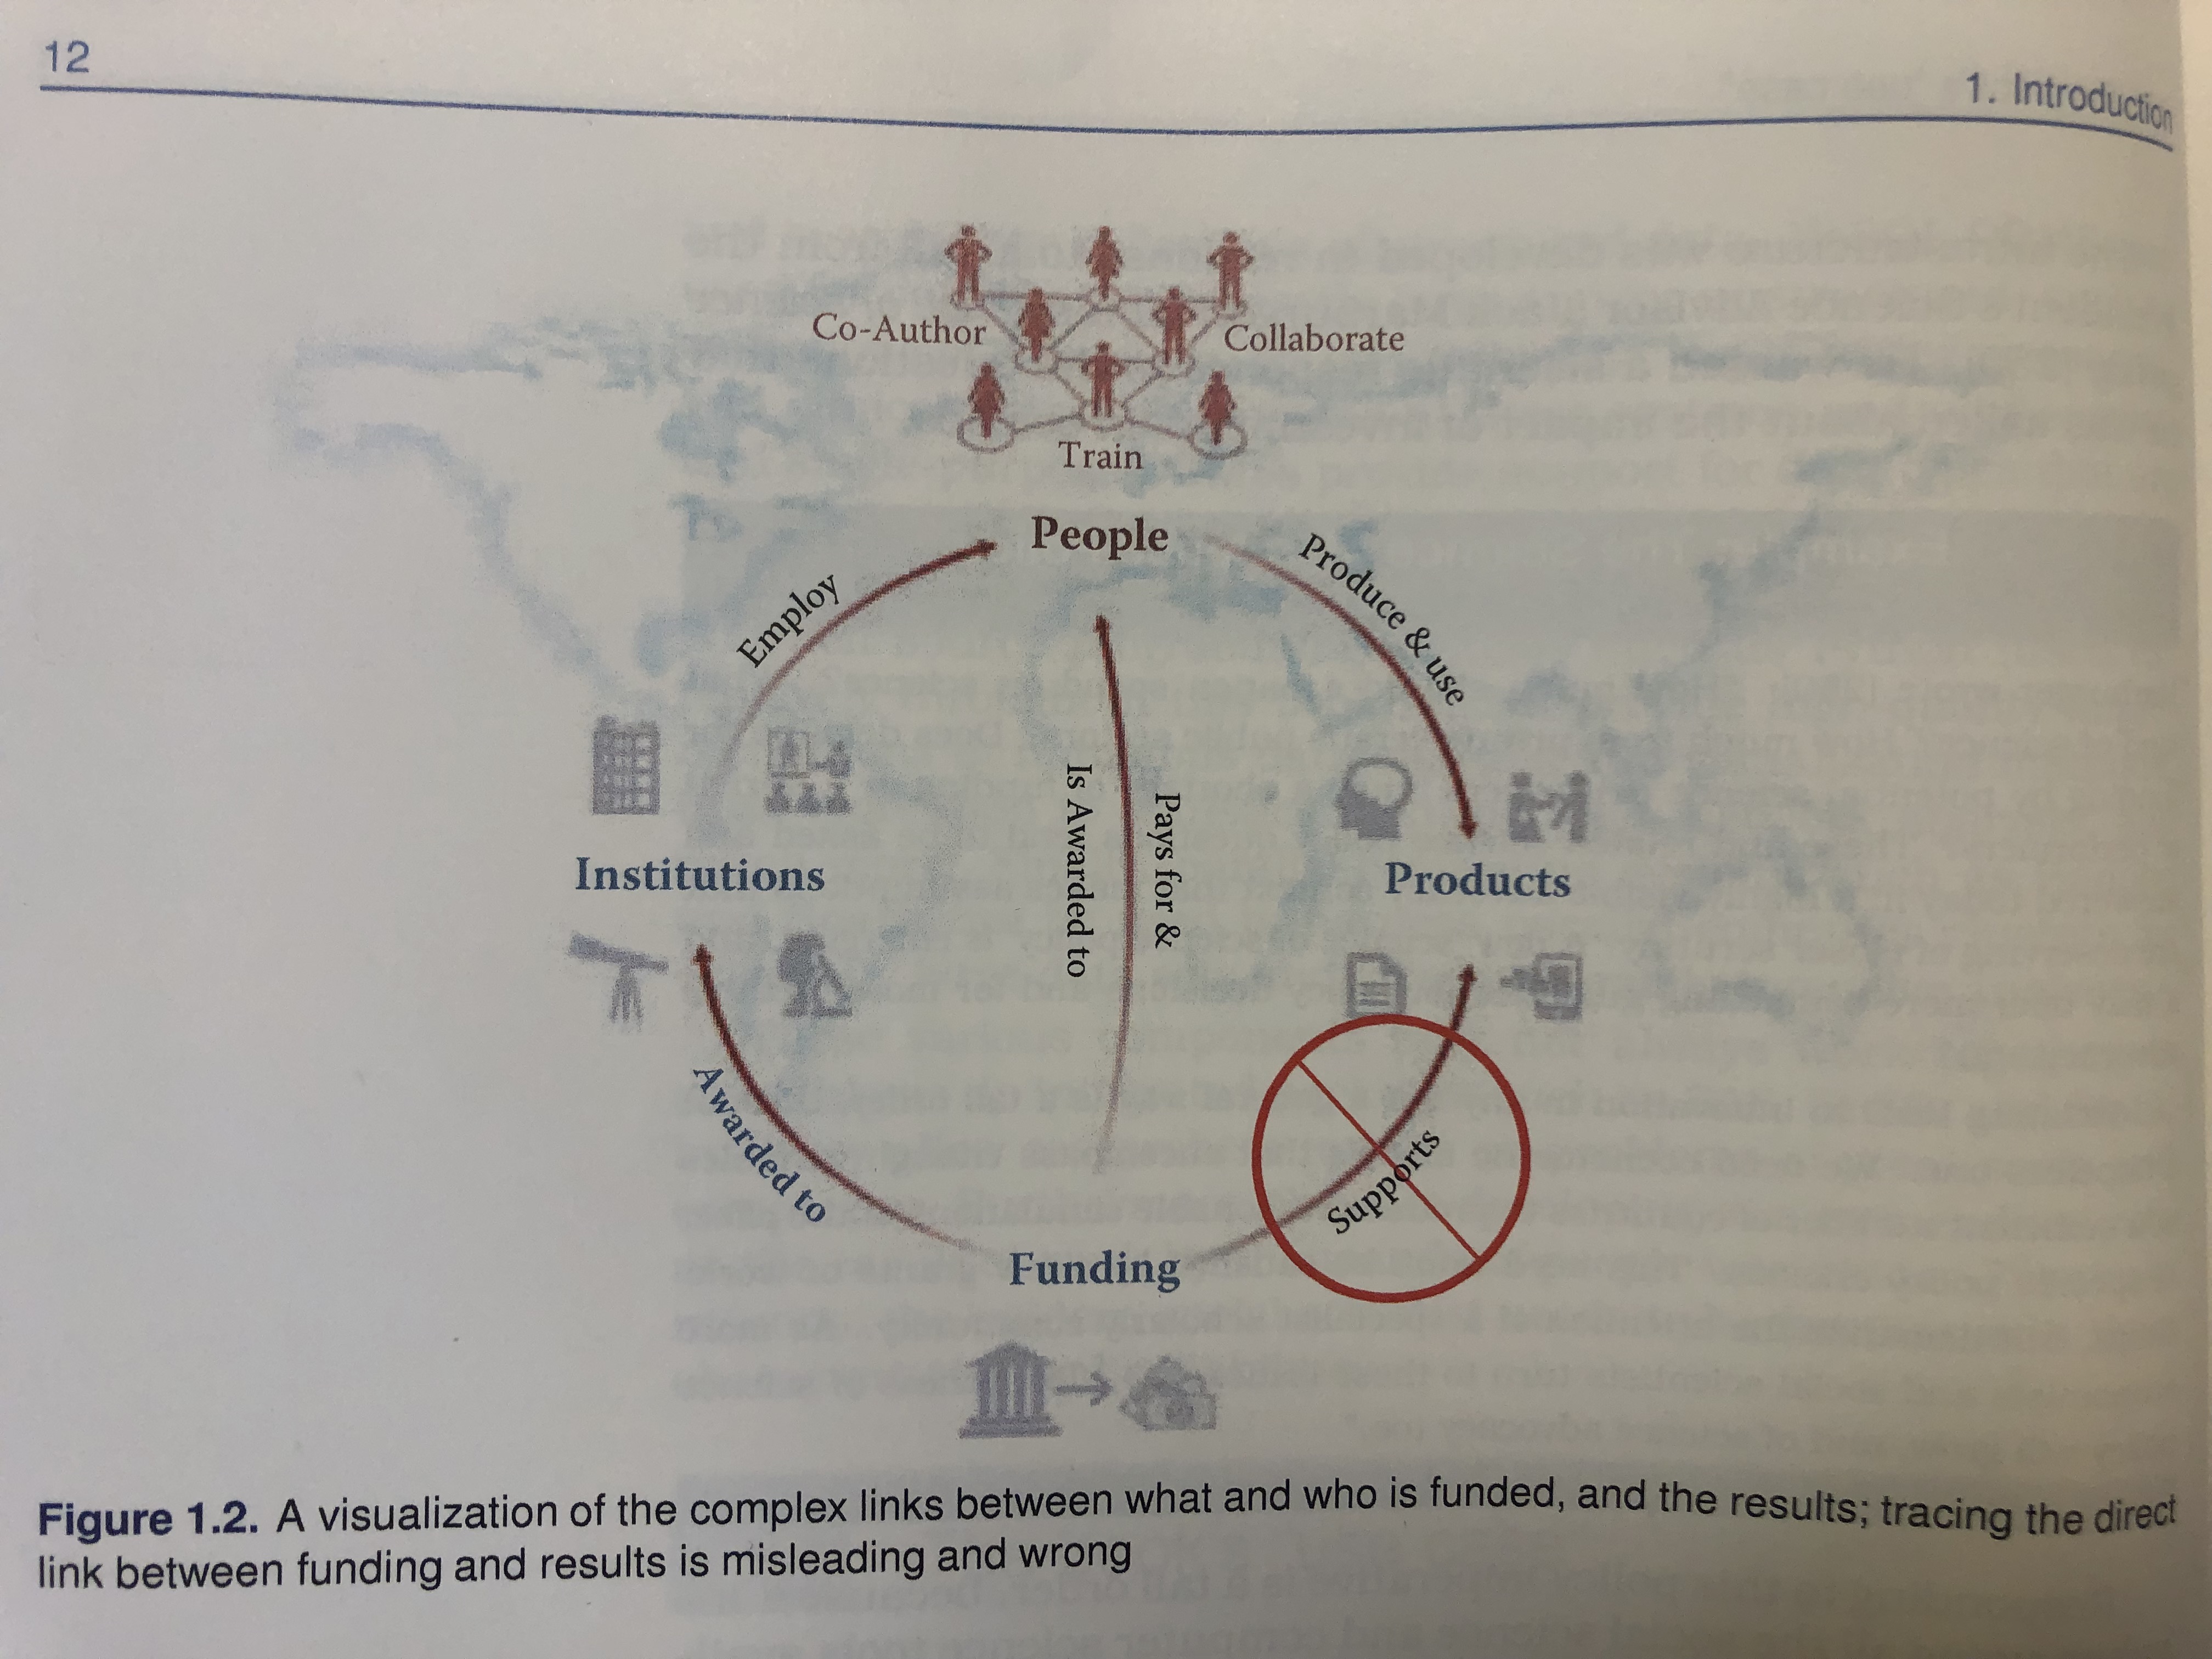 12
1. Introduction
Co-Author
Collaborate
Train
People
Employ
Produce & use
Is Awarded to
Pays for &
Institutions
Products
Awarded to
Supports
Funding
Figure 1.2. A visualization of the complex links between what and who is funded, and the results; tracing the direct
link between funding and results is misleading and wrong